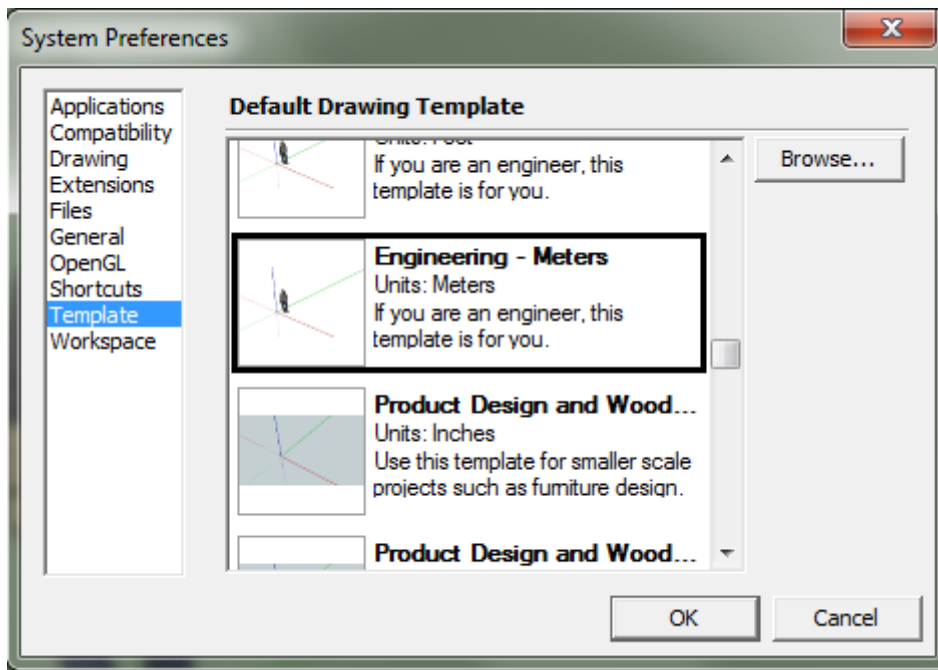 System Preferences
Applications
Compatibility
Drawing
Extensions
Files
General
OpenGL
Shortcuts
Template
Workspace
Default Drawing Template
If you are an engineer, this
template is for you.
Engineering - Meters
Units: Meters
If you are an engineer, this
template is for you.
Product Design and Wood...
Units: Inches
Use this template for smaller scale
projects such as furniture design.
Product Design and Wood...
Browse...
OK
Cancel